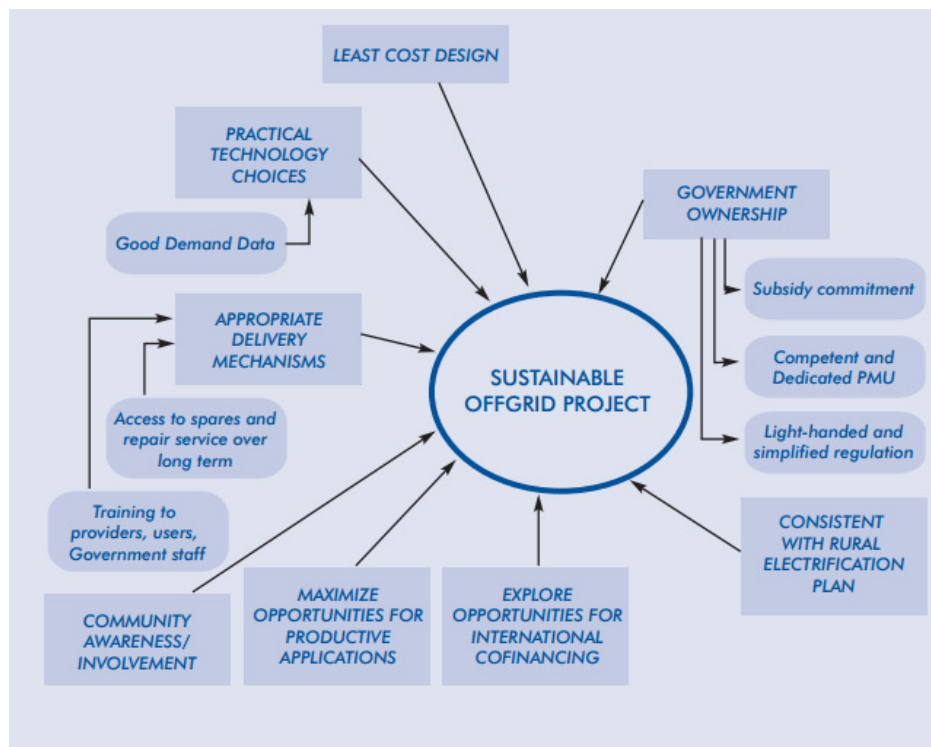 LEAST COST DESIGN
PRACTICAL
TECHNOLOGY
CHOICES
GOVERNMENT
OWNERSHIP
Good Demand Data
Subsidy commitment
APPROPRIATE
DELIVERY
MECHANISMS
Competent and
Dedicated PMU
SUSTAINABLE
OFFGRID PROJECT
Access to spares and
repair service over
long term
Light-handed and
simplified regulation
Training to
providers, users,
Government staff
CONSISTENT
WITH RURAL
ELECTRIFICATION
PLAN
COMMUNITY
AWARENESS/
INVOLVEMENT
MAXIMIZE
OPPORTUNITIES FOR
PRODUCTIVE
APPLICATIONS
EXPLORE
OPPORTUNITIES FOR
INTERNATIONAL
COFINANCING